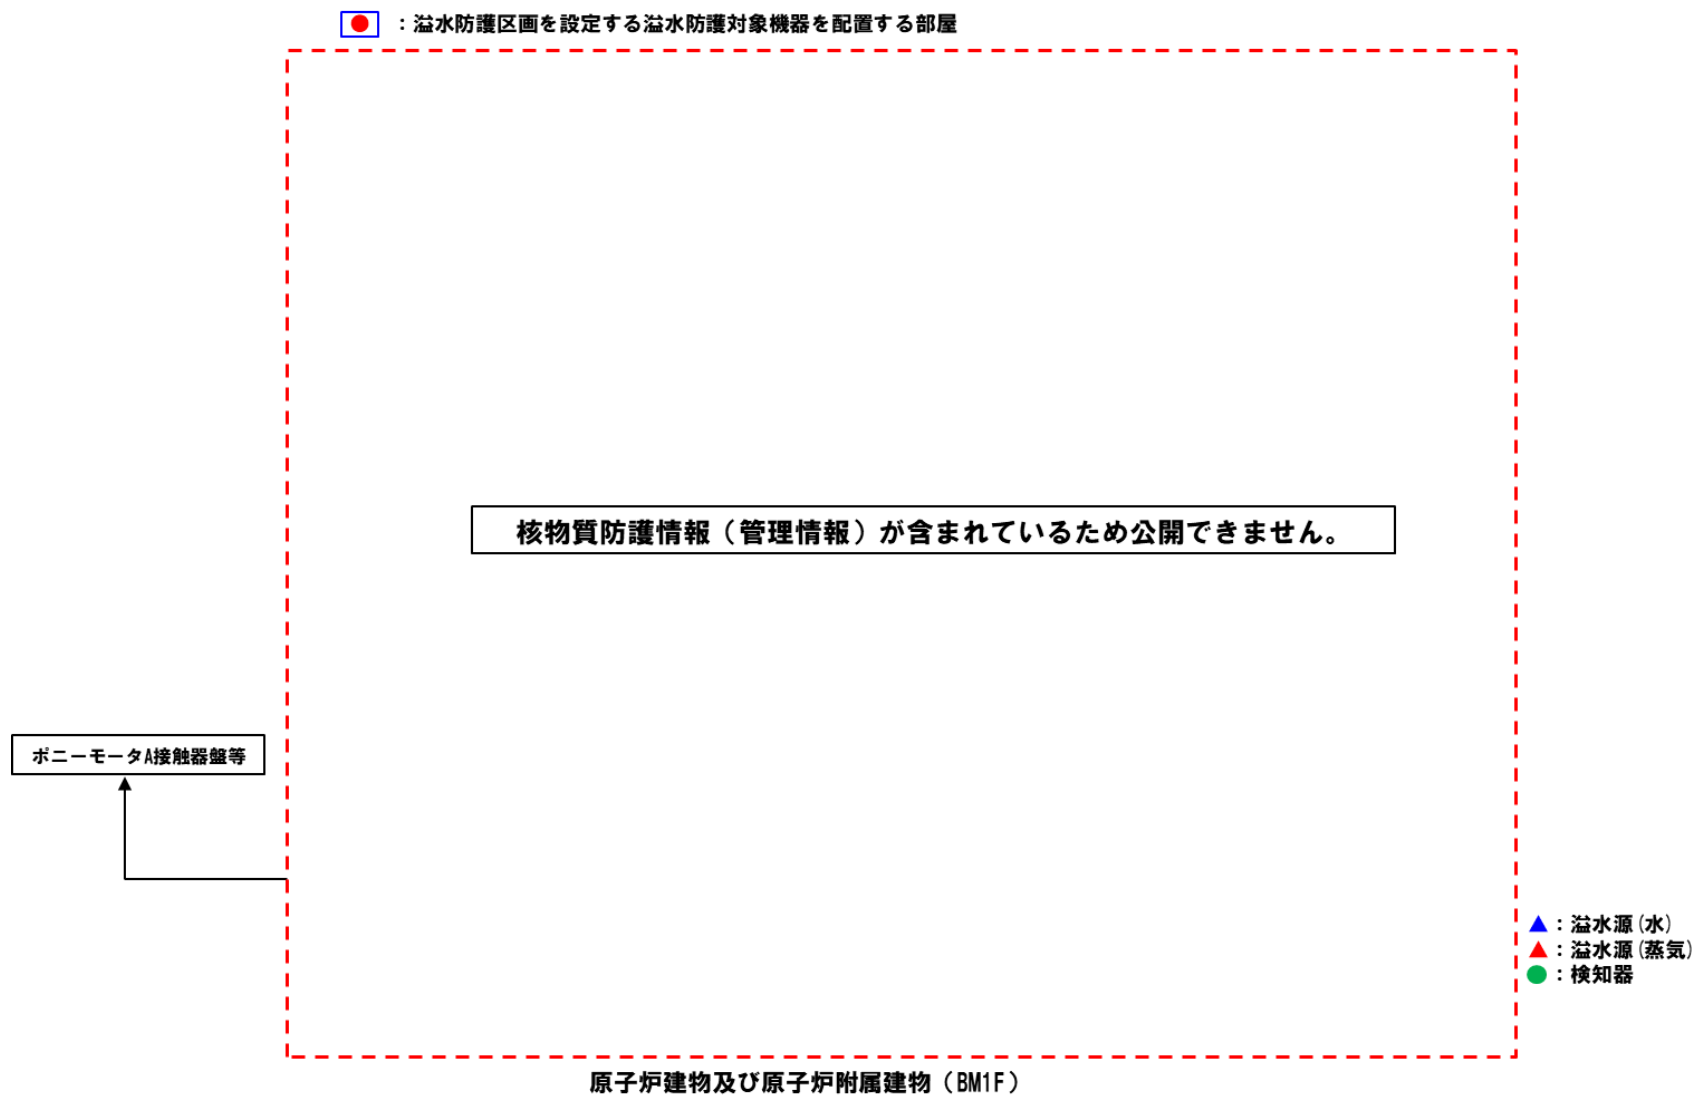 ：溢水防護区画を設定する溢水防護対象機器を配置する部屋
核物質防護情報（管理情報）が含まれているため公開できません。
ポニーモータA接触器盤等
：溢水源(水)
：溢水源(蒸気)
：検知器
原子炉建物及び原子炉附属建物（BM1F）